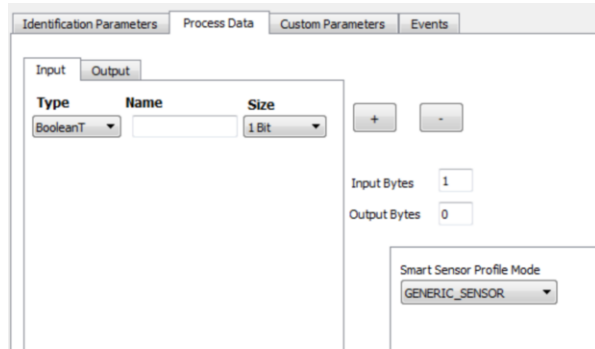 Identification Parameters Process Data Custom Parameters Events
Input Output
Type Name Size
BooleanT 1 Bit + -
Input Bytes 1
Output Bytes 0
Smart Sensor Profile Mode
GENERIC_SENSOR